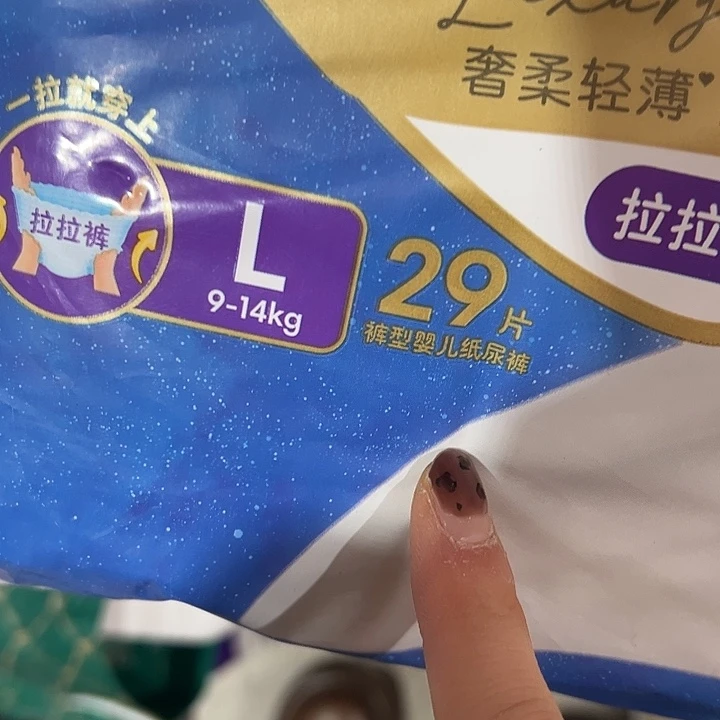 Luxury
奢柔轻薄
一拉就穿上
拉拉裤
L
9-14kg
29片
裤型婴儿纸尿裤
拉拉